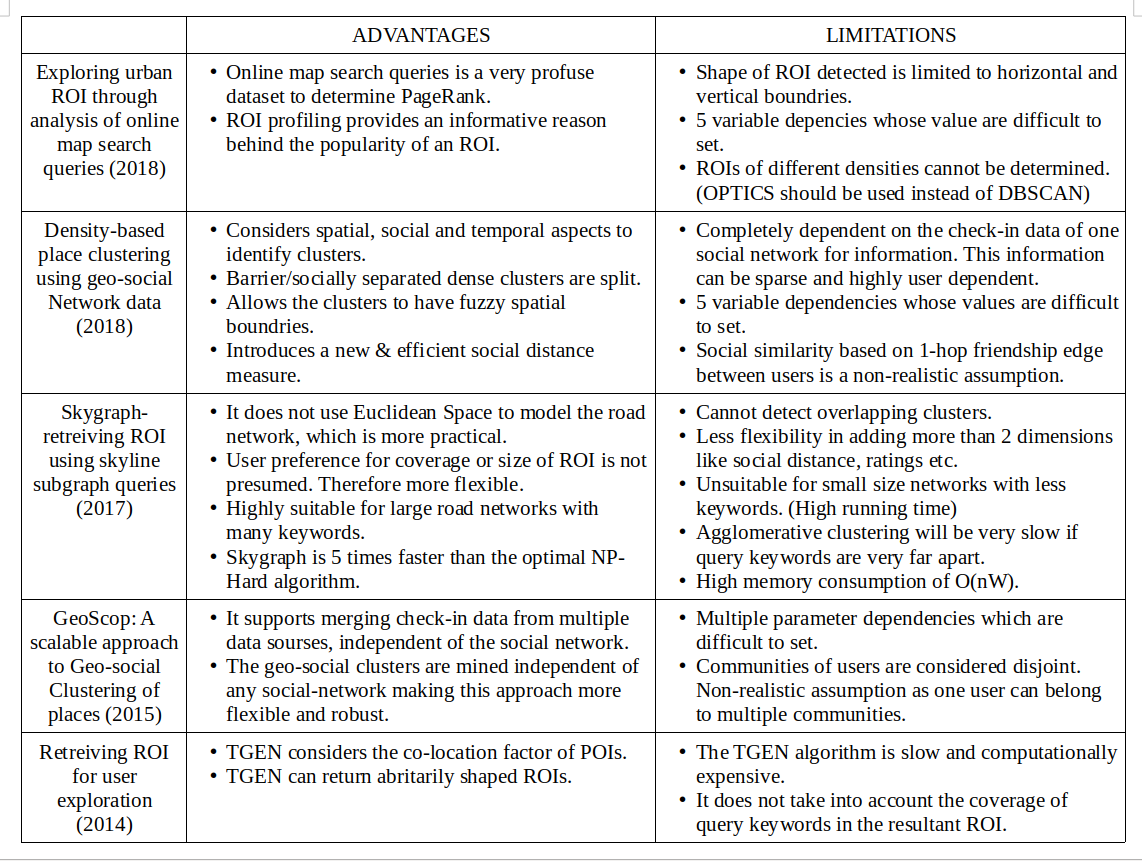 ADVANTAGES
LIMITATIONS
Exploring urban
ROI through
analysis of online
map search
queries (2018)
• Online map search queries is a very profuse
dataset to determine PageRank.
• ROI profiling provides an informative reason
behind the popularity of an ROI.
• Shape of ROI detected is limited to horizontal and
vertical boundries.
• 5 variable depencies whose value are difficult to
set.
• ROIs of different densities cannot be determined.
(OPTICS should be used instead of DBSCAN)
Density-based
place clustering
using geo-social
Network data
(2018)
• Considers spatial, social and temporal aspects to
identify clusters.
• Barrier/socially separated dense clusters are split.
• Allows the clusters to have fuzzy spatial
boundries.
• Introduces a new & efficient social distance
measure.
• Completely dependent on the check-in data of one
social network for information. This information
can be sparse and highly user dependent.
• 5 variable dependencies whose values are difficult
to set.
• Social similarity based on 1-hop friendship edge
between users is a non-realistic assumption.
Skygraph-
retreiving ROI
using skyline
subgraph queries
(2017)
• It does not use Euclidean Space to model the road
network, which is more practical.
• User preference for coverage or size of ROI is not
presumed. Therefore more flexible.
• Highly suitable for large road networks with
many keywords.
• Skygraph is 5 times faster than the optimal NP-
Hard algorithm.
• Cannot detect overlapping clusters.
• Less flexibility in adding more than 2 dimensions
like social distance, ratings etc.
• Unsuitable for small size networks with less
keywords. (High running time)
• Agglomerative clustering will be very slow if
query keywords are very far apart.
• High memory consumption of O(nW).
GeoScop: A
scalable approach
to Geo-social
Clustering of
places (2015)
• It supports merging check-in data from multiple
data sourses, independent of the social network.
• The geo-social clusters are mined independent of
any social-network making this approach more
flexible and robust.
• Multiple parameter dependencies which are
difficult to set.
• Communities of users are considered disjoint.
Non-realistic assumption as one user can belong
to multiple communities.
Retreiving ROI
for user
exploration
(2014)
• TGEN considers the co-location factor of POIs.
• TGEN can return abritarily shaped ROIs.
• The TGEN algorithm is slow and computationally
expensive.
• It does not take into account the coverage of
query keywords in the resultant ROI.